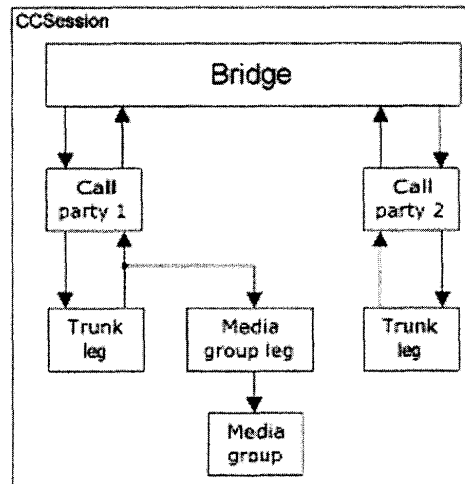 CCSession
Bridge
Call
party 1
Call
party 2
Trunk
leg
Media
group leg
Trunk
leg
Media
group